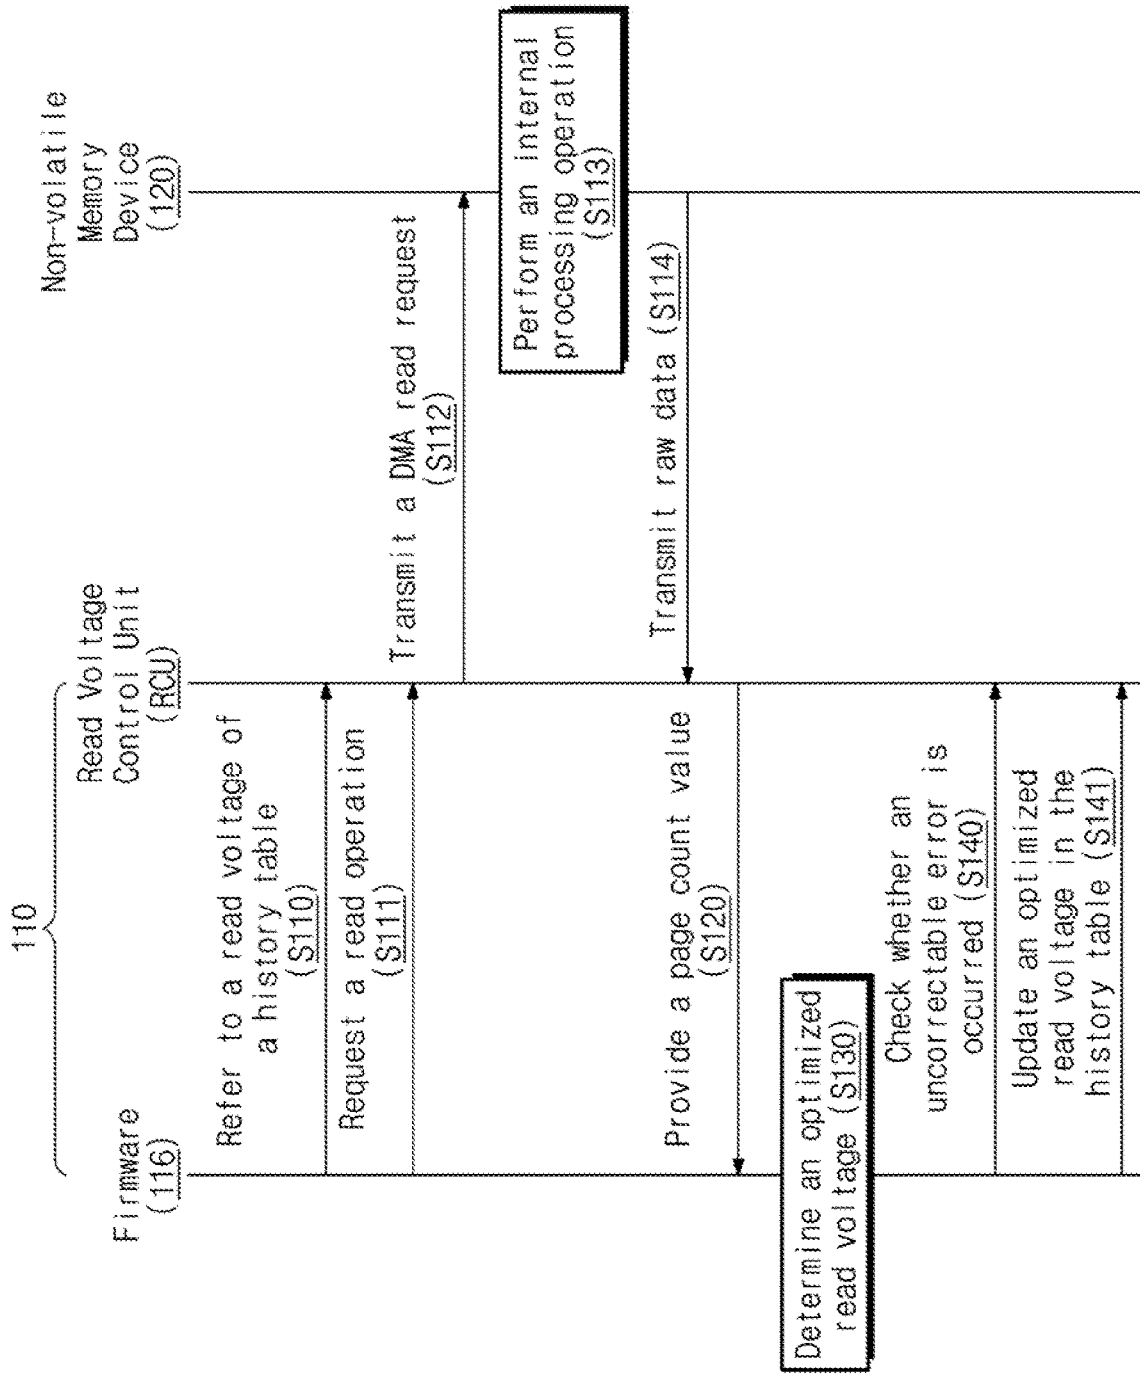 110
Firmware
(116)
Read Voltage
Control Unit
(RCU)
Non-volatile
Memory
Device
(120)
Refer to a read voltage of
a history table
(S110)
Request a read operation
(S111)
Transmit a DMA read request
(S112)
Perform an internal
processing operation
(S113)
Transmit raw data (S114)
Provide a page count value
(S120)
Determine an optimized
read voltage (S130)
Check whether an
uncorrectable error is
occurred (S140)
Update an optimized
read voltage in the
history table (S141)